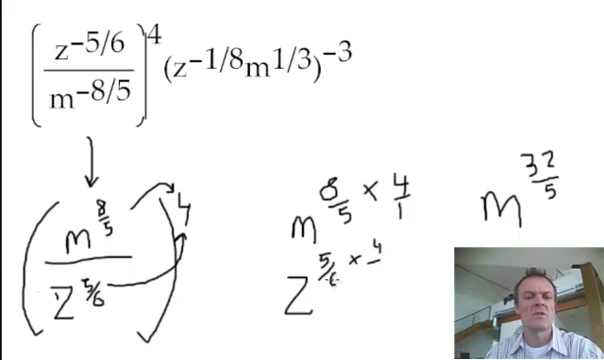 (z^{-5/6} / m^{-8/5})^4 (z^{-1/8}m^{1/3})^{-3}
(m^{8/5} / z^{5/6})^4
m^{8/5 × 4/1}
m^{32/5}
z^{5/6 × 4}